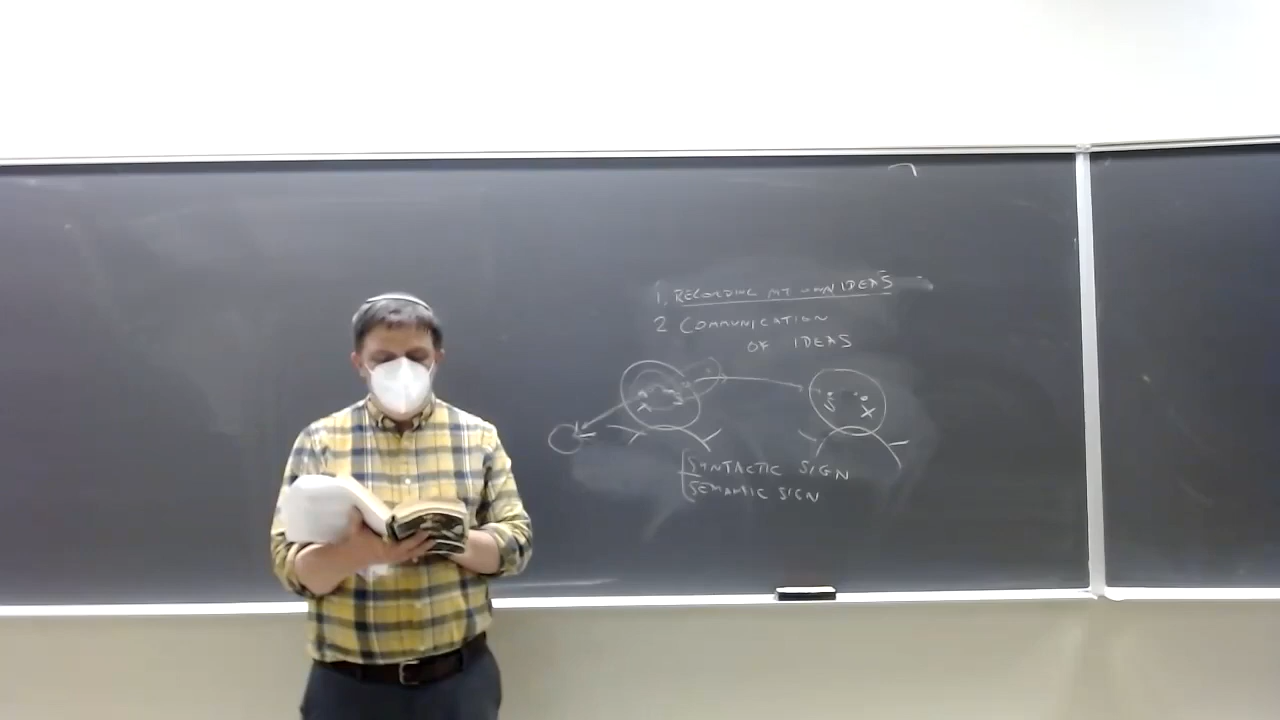 1. RECORDING MY OWN IDEAS
2 COMMUNICATION
OF IDEAS
X
X
SYNTACTIC SIGN
SEMANTIC SIGN